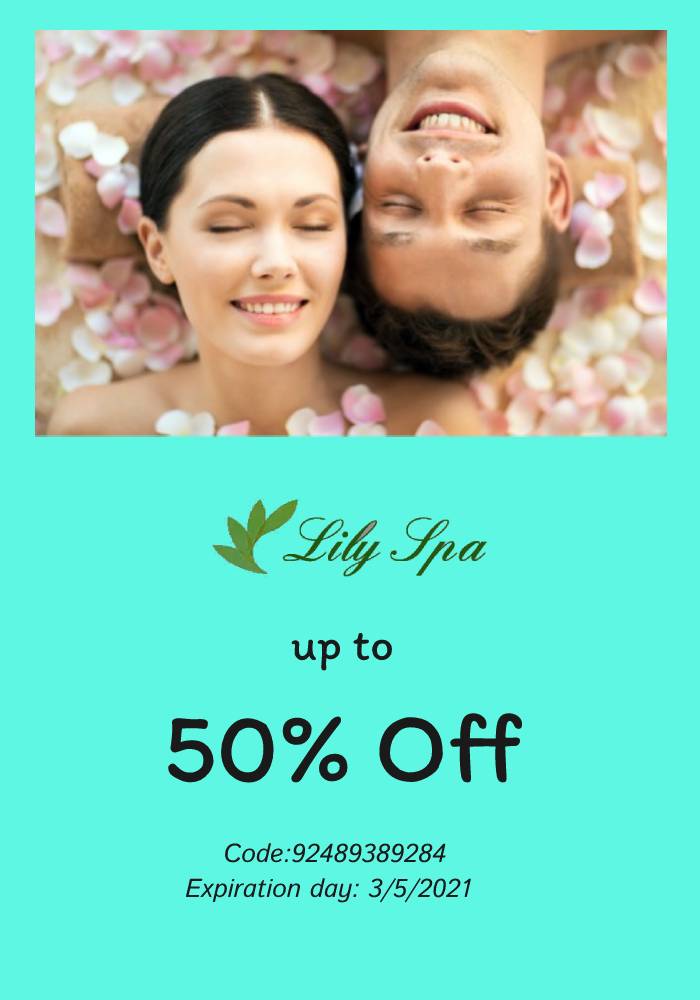 Lily Spa
up to
50% Off
Code:92489389284
Expiration day: 3/5/2021